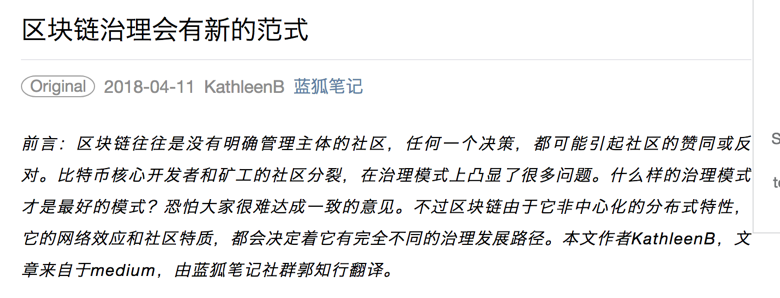 区块链治理会有新的范式
Original 2018-04-11 KathleenB 蓝狐笔记
前言：区块链往往是没有明确管理主体的社区，任何一个决策，都可能引起社区的赞同或反
对。比特币核心开发者和矿工的社区分裂，在治理模式上凸显了很多问题。什么样的治理模式
才是最好的模式？恐怕大家很难达成一致的意见。不过区块链由于它非中心化的分布式特性，
它的网络效应和社区特质，都会决定着它有完全不同的治理发展路径。本文作者KathleenB，文
章来自于medium，由蓝狐笔记社群郭知行翻译。